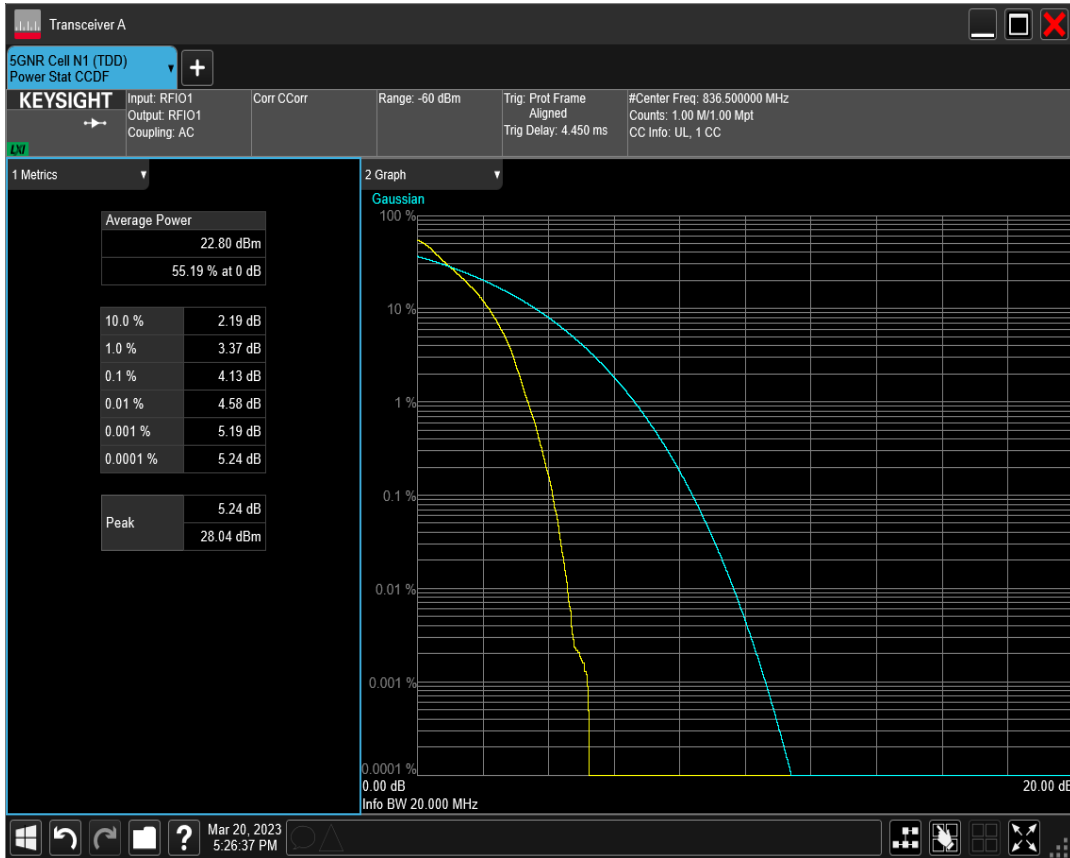 Transceiver A
5GNR Cell N1 (TDD)
Power Stat CCDF
+
KEYSIGHT
LXI
Input: RFIO1
Output: RFIO1
Coupling: AC
Corr CCorr
Range: -60 dBm
Trig: Prot Frame
Aligned
Trig Delay: 4.450 ms
#Center Freq: 836.500000 MHz
Counts: 1.00 M/1.00 Mpt
CC Info: UL, 1 CC
1 Metrics
Average Power
22.80 dBm
55.19 % at 0 dB
10.0 % 2.19 dB
1.0 % 3.37 dB
0.1 % 4.13 dB
0.01 % 4.58 dB
0.001 % 5.19 dB
0.0001 % 5.24 dB
Peak
5.24 dB
28.04 dBm
2 Graph
Gaussian
100 %
10 %
1 %
0.1 %
0.01 %
0.001 %
0.0001 %
0.00 dB
20.00 dB
Info BW 20.000 MHz
?
Mar 20, 2023
5:26:37 PM